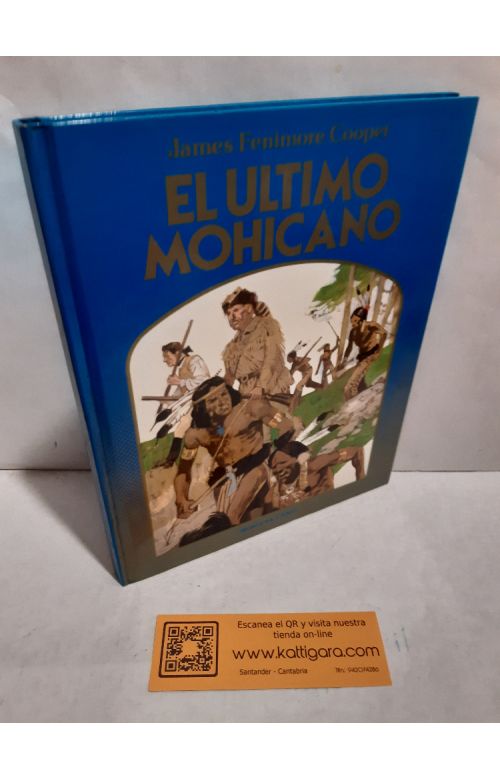 James Fenimore Cooper
EL ULTIMO
MOHICANO
Escanea el QR y visita nuestra
tienda on-line
www.kattigara.com
Santander - Cantabria